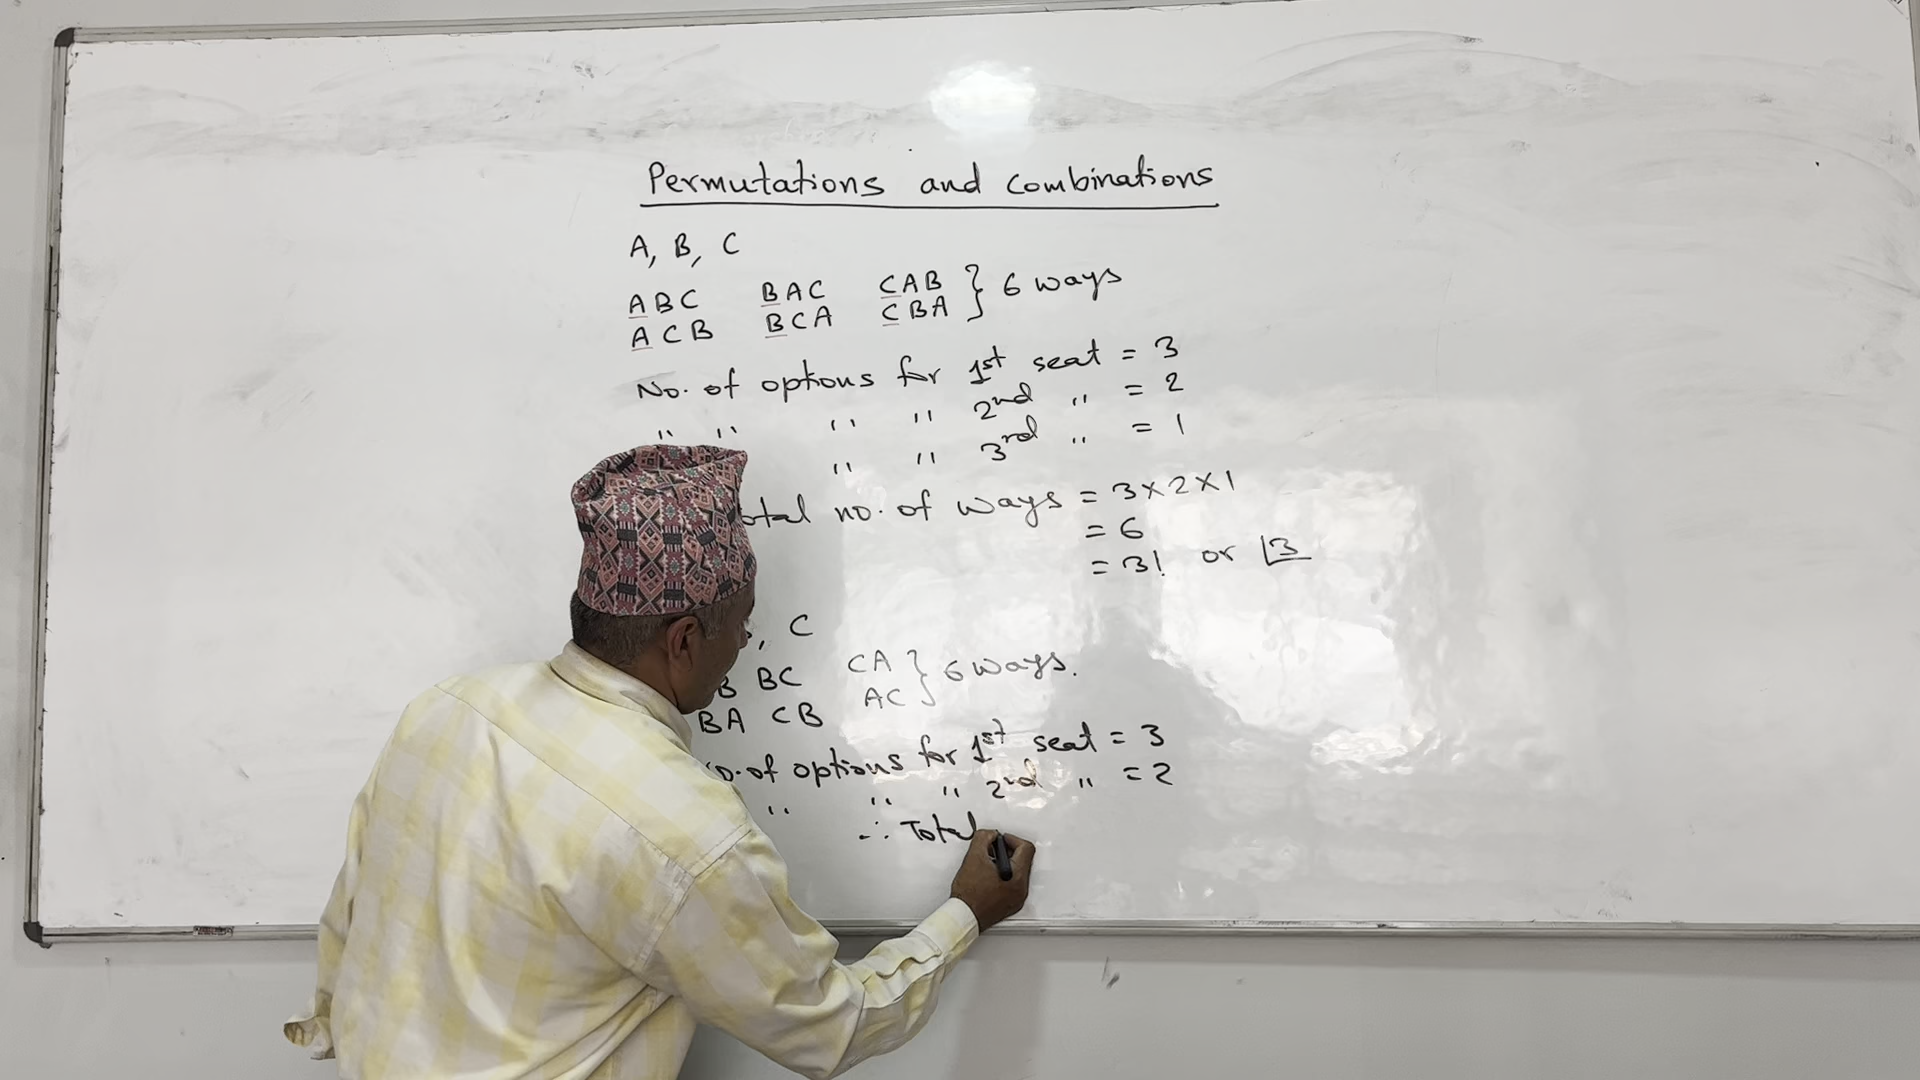 Permutations and combinations
A, B, C
ABC BAC CAB } 6 ways
ACB BCA CBA
No. of options for 1st seat = 3
" " " " 2nd " = 2
" " 3rd " = 1
otal no. of ways = 3×2×1
= 6
= 3! or |3
, C
B BC CA } 6 ways.
BA CB AC
o. of options for 1st seat = 3
" " " 2nd " = 2
∴ Total